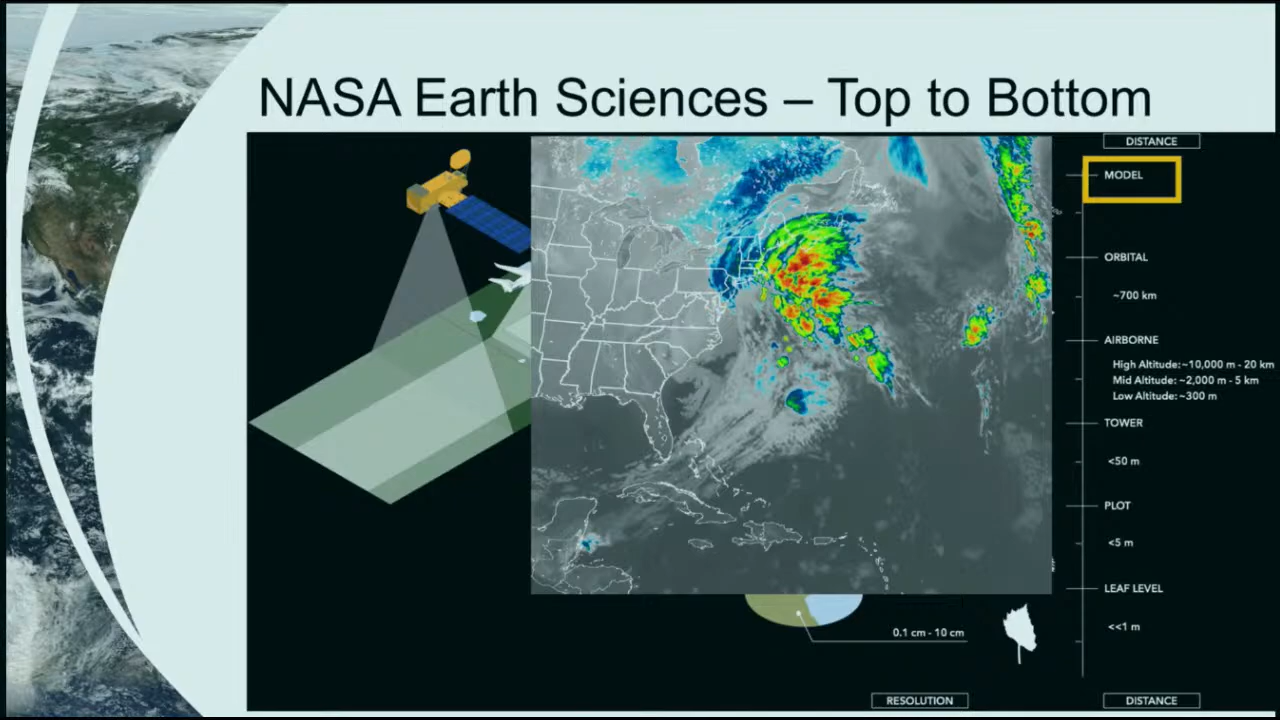 NASA Earth Sciences – Top to Bottom
DISTANCE
MODEL
ORBITAL
~700 km
AIRBORNE
High Altitude: ~10,000 m - 20 km
Mid Altitude: ~2,000 m - 5 km
Low Altitude: ~300 m
TOWER
<50 m
PLOT
<5 m
LEAF LEVEL
<<1 m
0.1 cm - 10 cm
RESOLUTION
DISTANCE